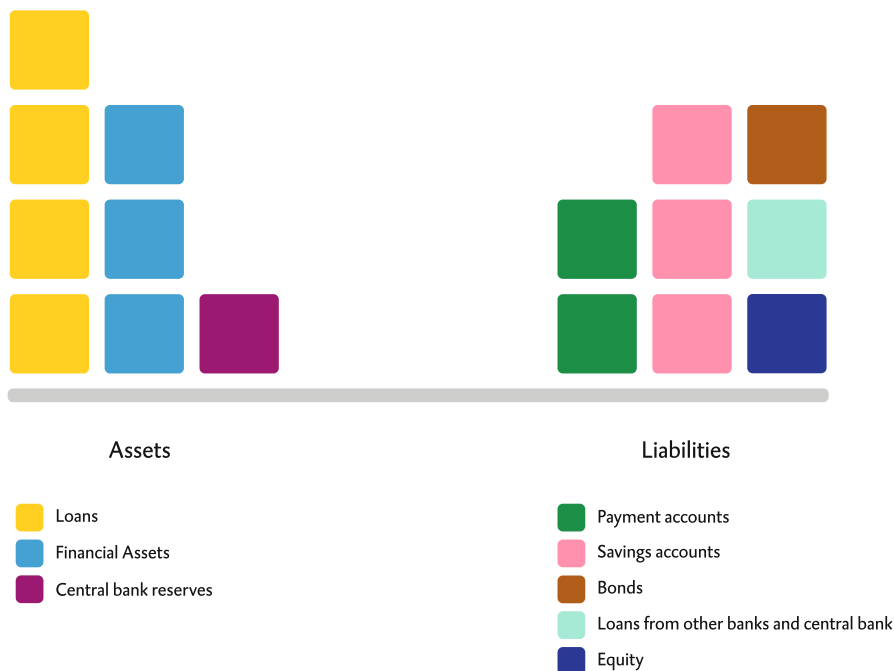 Assets
Liabilities
Loans
Financial Assets
Central bank reserves
Payment accounts
Savings accounts
Bonds
Loans from other banks and central bank
Equity